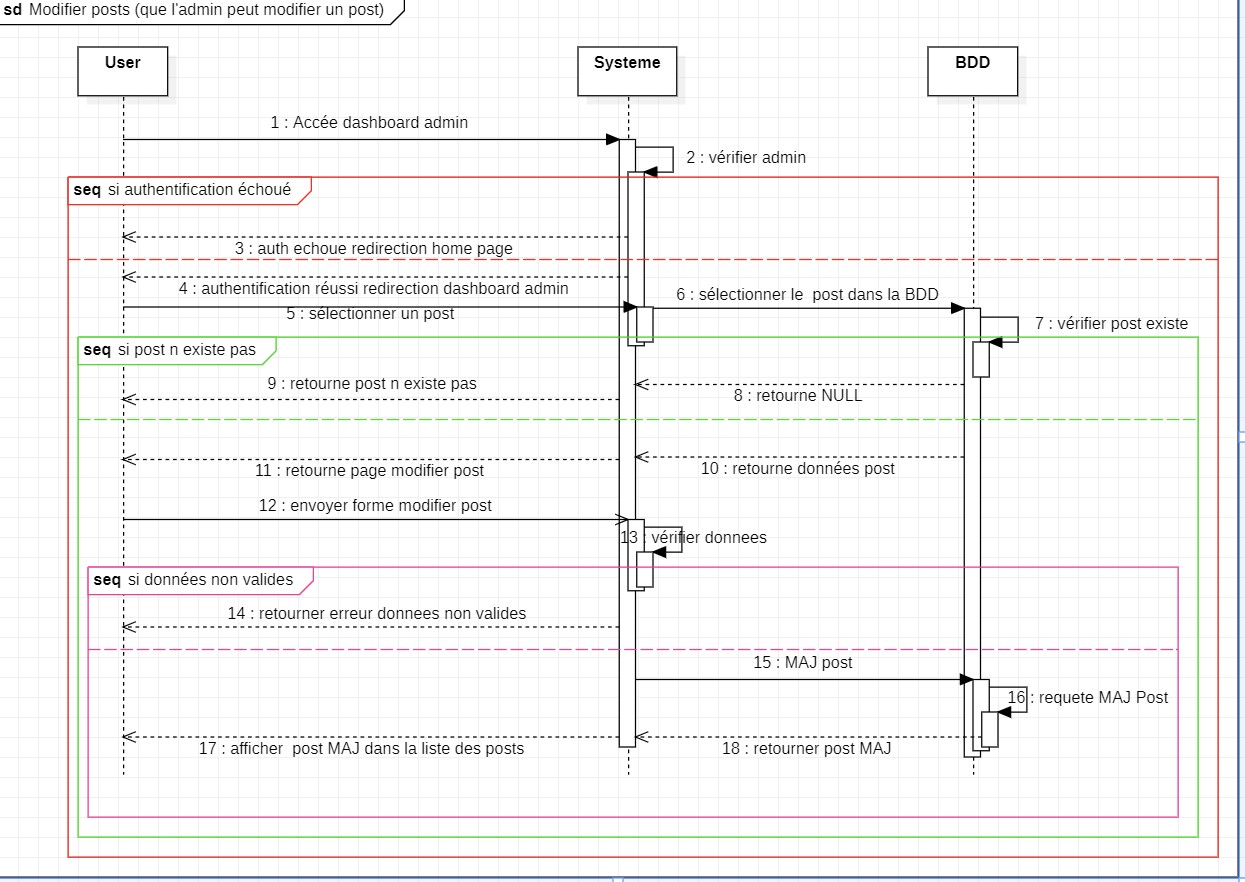 sd Modifier posts (que l'admin peut modifier un post)
User
Systeme
BDD
1 : Accée dashboard admin
2 : vérifier admin
seq si authentification échoué
3 : auth echoue redirection home page
4 : authentification réussi redirection dashboard admin
5 : sélectionner un post
6 : sélectionner le  post dans la BDD
7 : vérifier post existe
seq si post n existe pas
9 : retourne post n existe pas
8 : retourne NULL
11 : retourne page modifier post
10 : retourne données post
12 : envoyer forme modifier post
13 : vérifier donnees
seq si données non valides
14 : retourner erreur donnees non valides
15 : MAJ post
16 : requete MAJ Post
17 : afficher  post MAJ dans la liste des posts
18 : retourner post MAJ